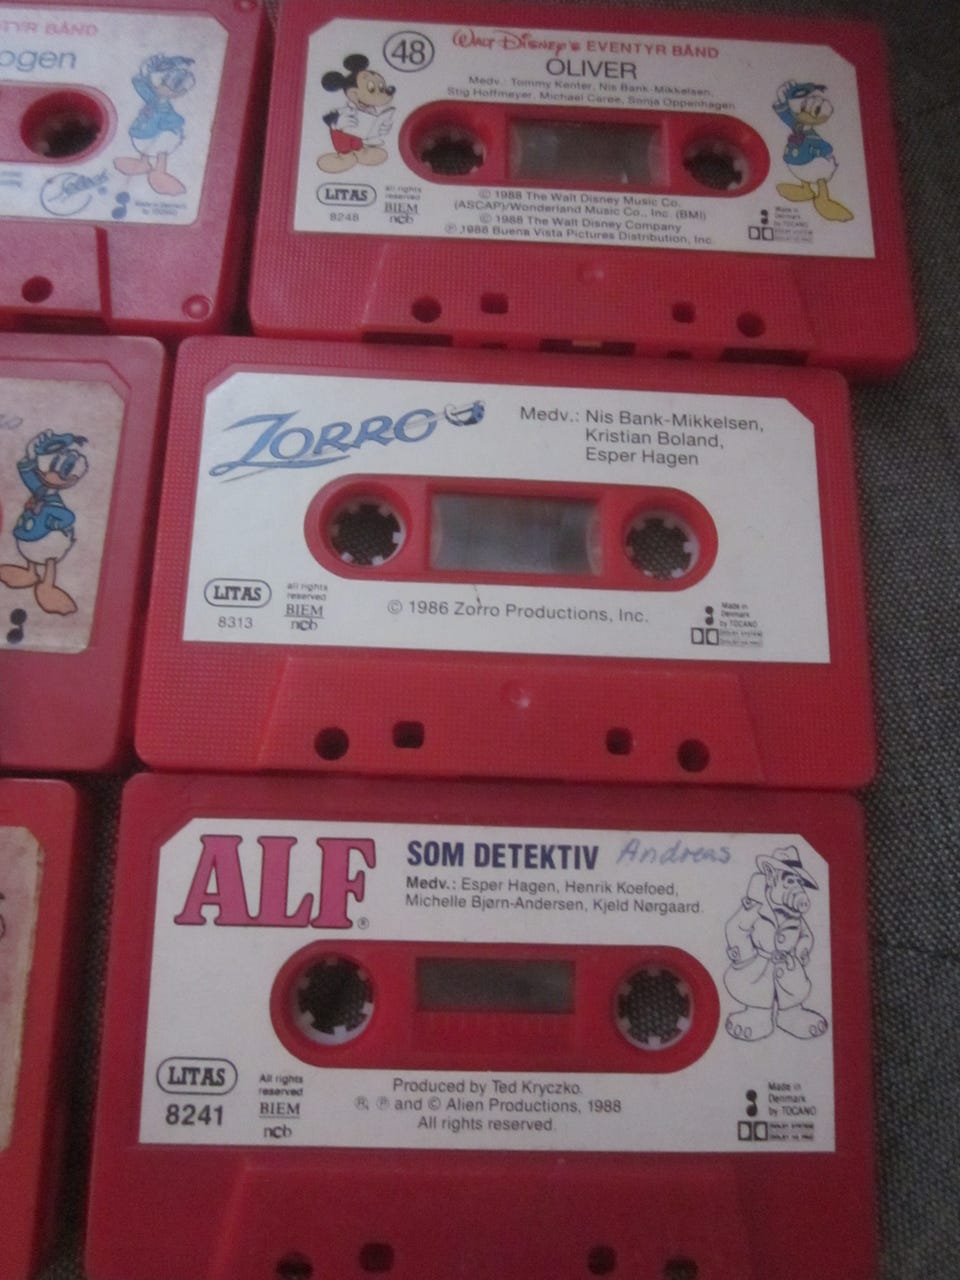 TYR BÅND
ogen
Select
48
WALT DISNEY'S EVENTYR BÅND
OLIVER
Medv.: Tommy Kenter, Nis Bank-Mikkelsen,
Stig Hoffmeyer, Michael Carøe, Sonja Oppenhagen
LITAS
8248
all rights
reserved
BIEM
ncb
© 1988 The Walt Disney Music Co.
(ASCAP)/Wonderland Music Co., Inc. (BMI)
© 1988 The Walt Disney Company
Ⓟ 1988 Buena Vista Pictures Distribution, Inc.
Made in
Denmark
by TOCANO
ZORRO
Medv.: Nis Bank-Mikkelsen,
Kristian Boland,
Esper Hagen
LITAS
8313
all rights
reserved
BIEM
ncb
© 1986 Zorro Productions, Inc.
Made in
Denmark
by TOCANO
DOLBY SYSTEM
ALF®
SOM DETEKTIV Andreas
Medv.: Esper Hagen, Henrik Koefoed,
Michelle Bjørn-Andersen, Kjeld Nørgaard.
LITAS
8241
All rights
reserved
BIEM
ncb
Produced by Ted Kryczko.
®, Ⓟ and © Alien Productions, 1988
All rights reserved.
Made in
Denmark
by TOCANO
DOLBY SYSTEM